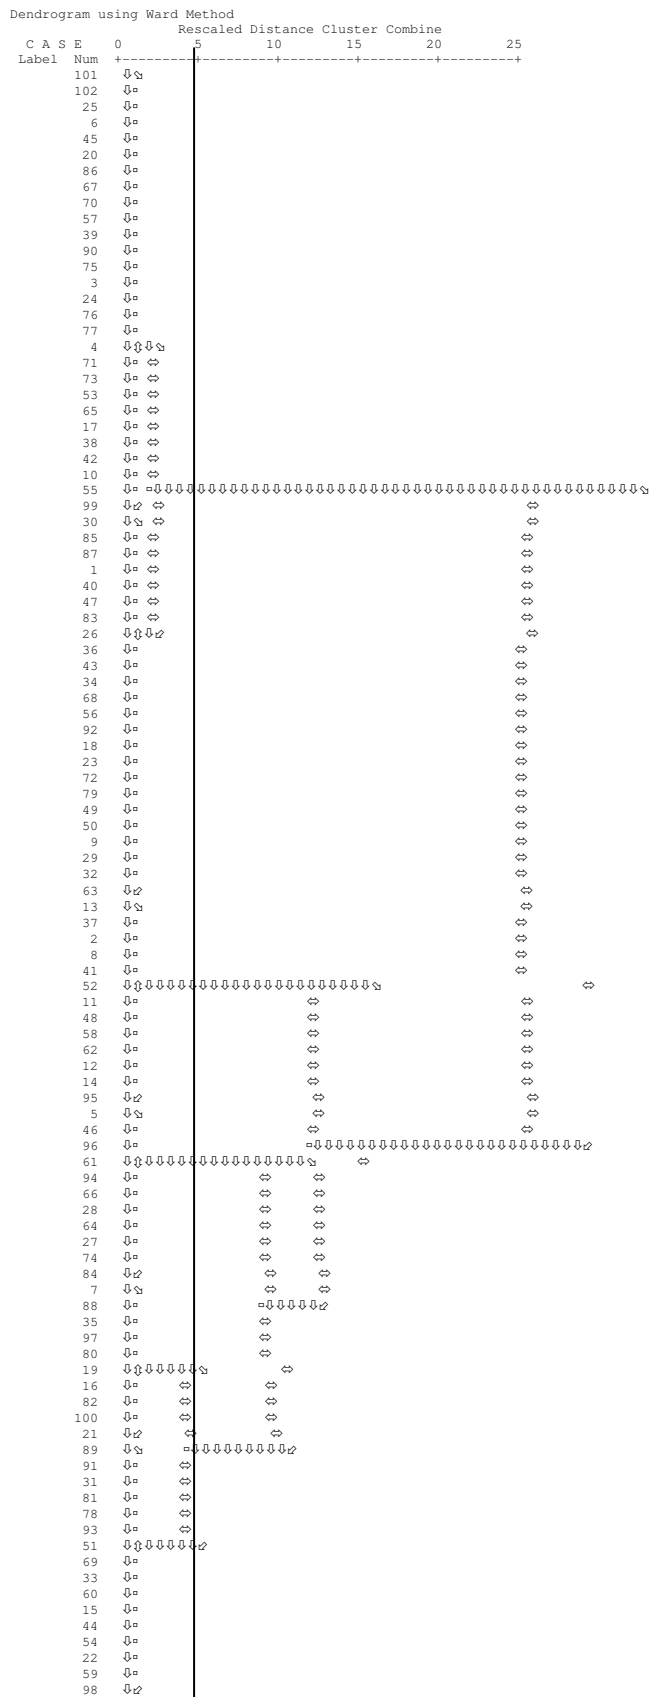 Dendrogram using Ward Method
Rescaled Distance Cluster Combine
C A S E 0 5 10 15 20 25
Label Num +---------+---------+---------+---------+---------+
101 ⇩⬂
102 ⇩▫
25 ⇩▫
6 ⇩▫
45 ⇩▫
20 ⇩▫
86 ⇩▫
67 ⇩▫
70 ⇩▫
57 ⇩▫
39 ⇩▫
90 ⇩▫
75 ⇩▫
3 ⇩▫
24 ⇩▫
76 ⇩▫
77 ⇩▫
4 ⇩⇳⇩⬂
71 ⇩▫ ⬄
73 ⇩▫ ⬄
53 ⇩▫ ⬄
65 ⇩▫ ⬄
17 ⇩▫ ⬄
38 ⇩▫ ⬄
42 ⇩▫ ⬄
10 ⇩▫ ⬄
55 ⇩▫ ▫⇩⇩⇩⇩⇩⇩⇩⇩⇩⇩⇩⇩⇩⇩⇩⇩⇩⇩⇩⇩⇩⇩⇩⇩⇩⇩⇩⇩⇩⇩⇩⇩⇩⇩⇩⇩⇩⇩⇩⇩⇩⇩⇩⇩⬂
99 ⇩⬃ ⬄ ⬄
30 ⇩⬂ ⬄ ⬄
85 ⇩▫ ⬄ ⬄
87 ⇩▫ ⬄ ⬄
1 ⇩▫ ⬄ ⬄
40 ⇩▫ ⬄ ⬄
47 ⇩▫ ⬄ ⬄
83 ⇩▫ ⬄ ⬄
26 ⇩⇳⇩⬃ ⬄
36 ⇩▫ ⬄
43 ⇩▫ ⬄
34 ⇩▫ ⬄
68 ⇩▫ ⬄
56 ⇩▫ ⬄
92 ⇩▫ ⬄
18 ⇩▫ ⬄
23 ⇩▫ ⬄
72 ⇩▫ ⬄
79 ⇩▫ ⬄
49 ⇩▫ ⬄
50 ⇩▫ ⬄
9 ⇩▫ ⬄
29 ⇩▫ ⬄
32 ⇩▫ ⬄
63 ⇩⬃ ⬄
13 ⇩⬂ ⬄
37 ⇩▫ ⬄
2 ⇩▫ ⬄
8 ⇩▫ ⬄
41 ⇩▫ ⬄
52 ⇩⇳⇩⇩⇩⇩⇩⇩⇩⇩⇩⇩⇩⇩⇩⇩⇩⇩⇩⇩⇩⇩⇩⬂ ⬄
11 ⇩▫ ⬄ ⬄
48 ⇩▫ ⬄ ⬄
58 ⇩▫ ⬄ ⬄
62 ⇩▫ ⬄ ⬄
12 ⇩▫ ⬄ ⬄
14 ⇩▫ ⬄ ⬄
95 ⇩⬃ ⬄ ⬄
5 ⇩⬂ ⬄ ⬄
46 ⇩▫ ⬄ ⬄
96 ⇩▫ ▫⇩⇩⇩⇩⇩⇩⇩⇩⇩⇩⇩⇩⇩⇩⇩⇩⇩⇩⇩⇩⇩⇩⇩⇩⇩⬃
61 ⇩⇳⇩⇩⇩⇩⇩⇩⇩⇩⇩⇩⇩⇩⇩⇩⇩⬂ ⬄
94 ⇩▫ ⬄ ⬄
66 ⇩▫ ⬄ ⬄
28 ⇩▫ ⬄ ⬄
64 ⇩▫ ⬄ ⬄
27 ⇩▫ ⬄ ⬄
74 ⇩▫ ⬄ ⬄
84 ⇩⬃ ⬄ ⬄
7 ⇩⬂ ⬄ ⬄
88 ⇩▫ ▫⇩⇩⇩⇩⇩⬃
35 ⇩▫ ⬄
97 ⇩▫ ⬄
80 ⇩▫ ⬄
19 ⇩⇳⇩⇩⇩⇩⇩⬂ ⬄
16 ⇩▫ ⬄ ⬄
82 ⇩▫ ⬄ ⬄
100 ⇩▫ ⬄ ⬄
21 ⇩⬃ ⬄ ⬄
89 ⇩⬂ ▫⇩⇩⇩⇩⇩⇩⇩⇩⇩⬃
91 ⇩▫ ⬄
31 ⇩▫ ⬄
81 ⇩▫ ⬄
78 ⇩▫ ⬄
93 ⇩▫ ⬄
51 ⇩⇳⇩⇩⇩⇩⇩⬃
69 ⇩▫
33 ⇩▫
60 ⇩▫
15 ⇩▫
44 ⇩▫
54 ⇩▫
22 ⇩▫
59 ⇩▫
98 ⇩⬃